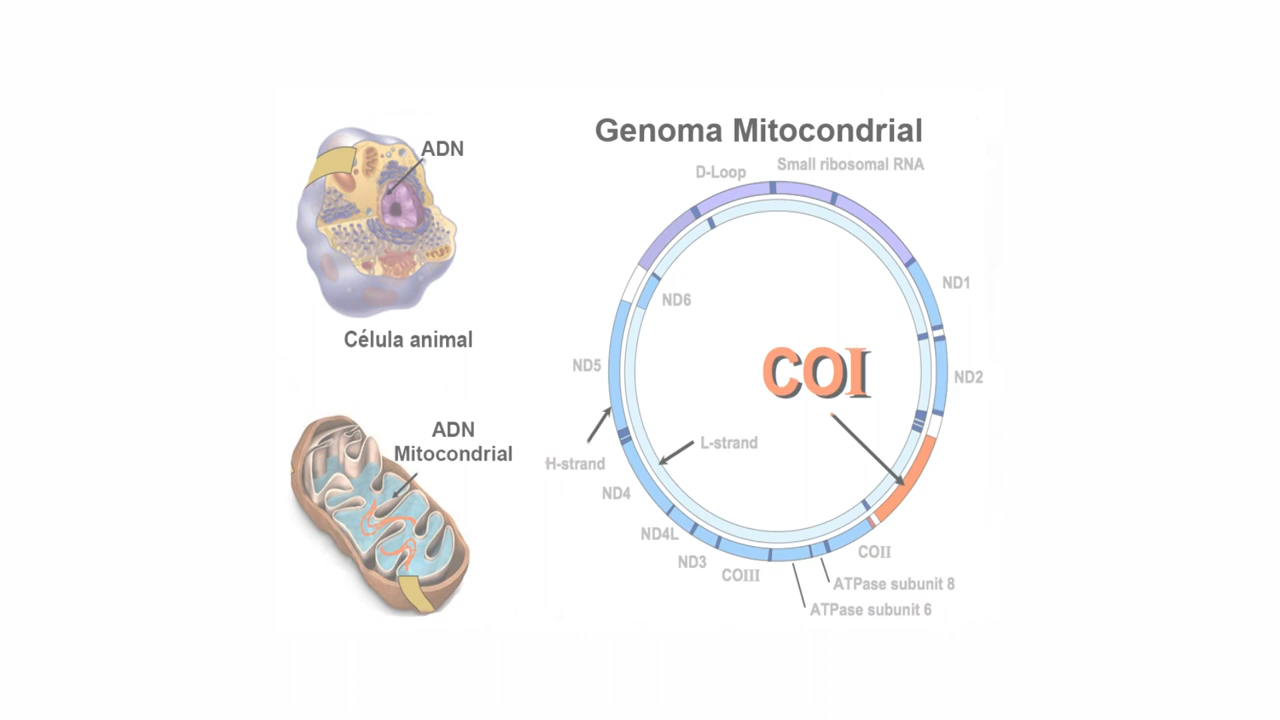 Genoma Mitocondrial
ADN
Célula animal
ADN
Mitocondrial
D-Loop
Small ribosomal RNA
ND1
ND2
COI
COII
ATPase subunit 8
ATPase subunit 6
COIII
ND3
ND4L
ND4
H-strand
L-strand
ND5
ND6